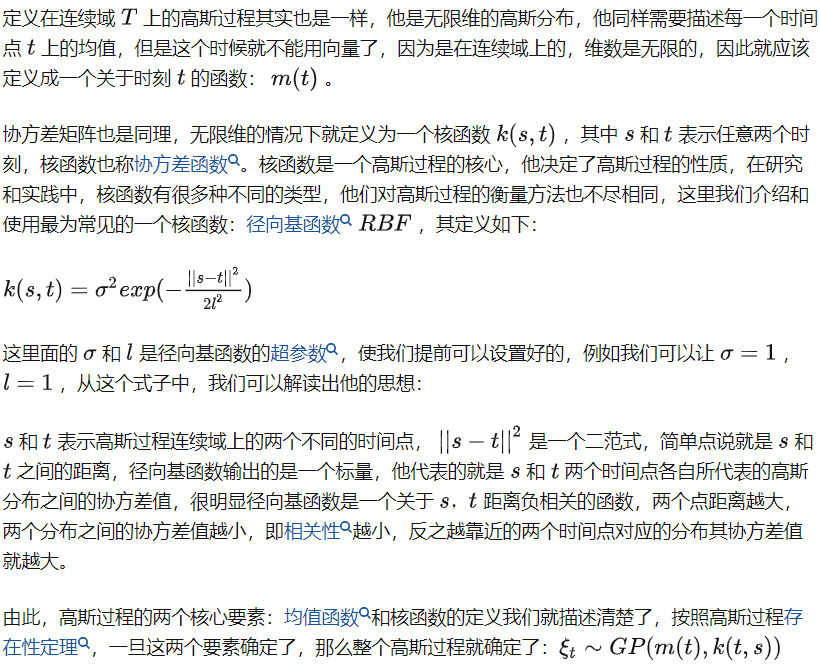 定义在连续域 T 上的高斯过程其实也是一样，他是无限维的高斯分布，他同样需要描述每一个时间
点 t 上的均值，但是这个时候就不能用向量了，因为是在连续域上的，维数是无限的，因此就应该
定义成一个关于时刻 t 的函数： m(t) 。
协方差矩阵也是同理，无限维的情况下就定义为一个核函数 k(s,t) ，其中 s 和 t 表示任意两个时
刻，核函数也称协方差函数。核函数是一个高斯过程的核心，他决定了高斯过程的性质，在研究
和实践中，核函数有很多种不同的类型，他们对高斯过程的衡量方法也不尽相同，这里我们介绍和
使用最为常见的一个核函数：径向基函数 RBF ，其定义如下：
k(s,t) = σ²exp(−||s−t||²/2l²)
这里面的 σ 和 l 是径向基函数的超参数，使我们提前可以设置好的，例如我们可以让 σ = 1 ，
l = 1 ，从这个式子中，我们可以解读出他的思想：
s 和 t 表示高斯过程连续域上的两个不同的时间点， ||s − t||² 是一个二范式，简单点说就是 s 和
t 之间的距离，径向基函数输出的是一个标量，他代表的就是 s 和 t 两个时间点各自所代表的高斯
分布之间的协方差值，很明显径向基函数是一个关于 s，t 距离负相关的函数，两个点距离越大，
两个分布之间的协方差值越小，即相关性越小，反之越靠近的两个时间点对应的分布其协方差值
就越大。
由此，高斯过程的两个核心要素：均值函数和核函数的定义我们就描述清楚了，按照高斯过程存
在性定理，一旦这两个要素确定了，那么整个高斯过程就确定了：ξₜ ∼ GP(m(t), k(t, s))